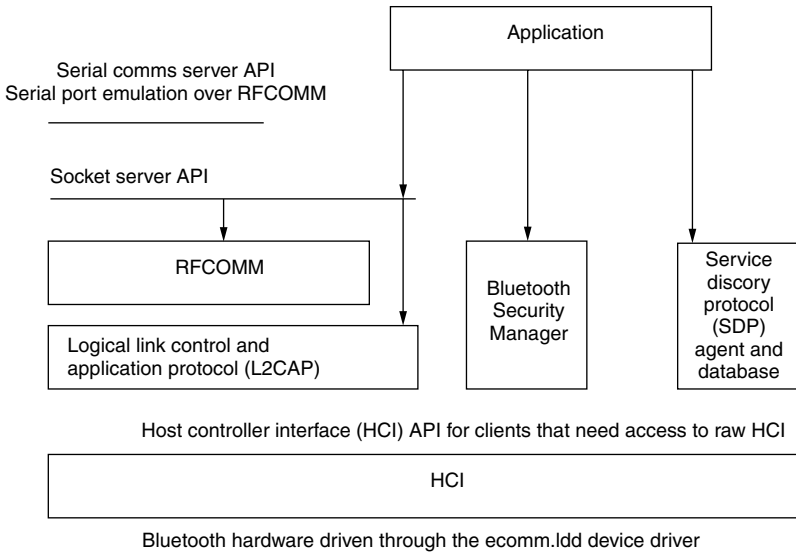 Application
Serial comms server API
Serial port emulation over RFCOMM
Socket server API
RFCOMM
Logical link control and
application protocol (L2CAP)
Bluetooth
Security
Manager
Service
discory
protocol
(SDP)
agent and
database
Host controller interface (HCI) API for clients that need access to raw HCI
HCI
Bluetooth hardware driven through the ecomm.ldd device driver